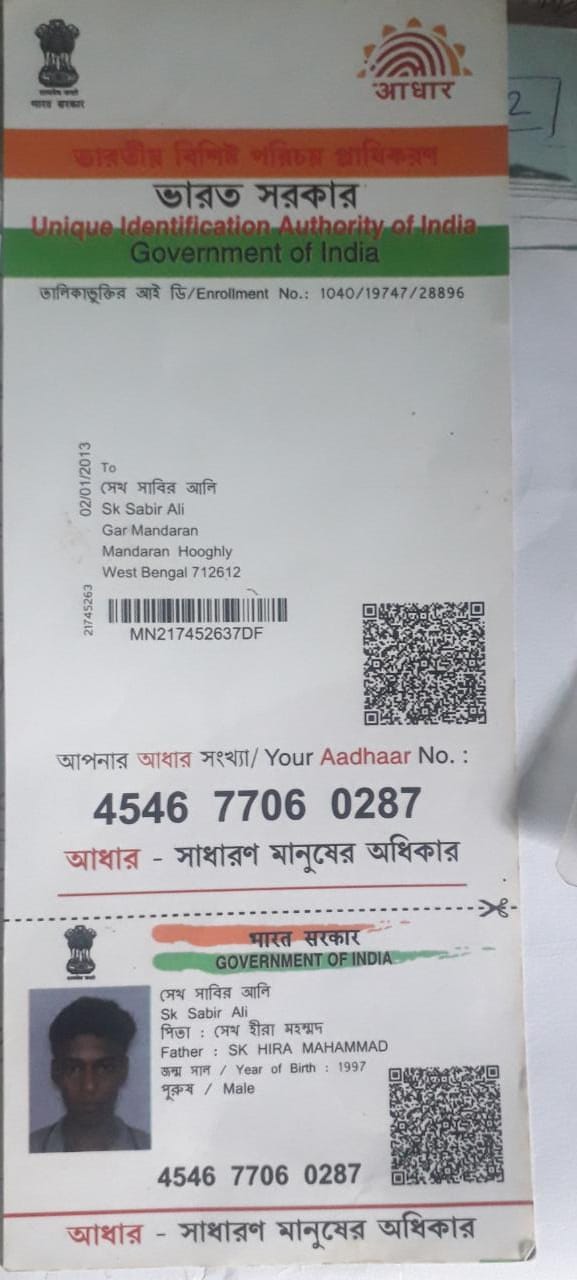 भारत सरकार
आधार
ভারতীয় বিশিষ্ট পরিচয় প্রাধিকরণ
ভারত সরকার
Unique Identification Authority of India
Government of India
তালিকাভুক্তির আই ডি/Enrollment No.: 1040/19747/28896
02/01/2013
To
সেখ সাবির আলি
Sk Sabir Ali
Gar Mandaran
Mandaran Hooghly
West Bengal 712612
21745263
MN217452637DF
আপনার আধার সংখ্যা/ Your Aadhaar No. :
4546 7706 0287
আধার - সাধারণ মানুষের অধিকার
भारत सरकार
GOVERNMENT OF INDIA
সেখ সাবির আলি
Sk Sabir Ali
পিতা : সেখ হীরা মহম্মদ
Father : SK HIRA MAHAMMAD
জন্ম সাল / Year of Birth : 1997
পুরুষ / Male
4546 7706 0287
আধার - সাধারণ মানুষের অধিকার
2